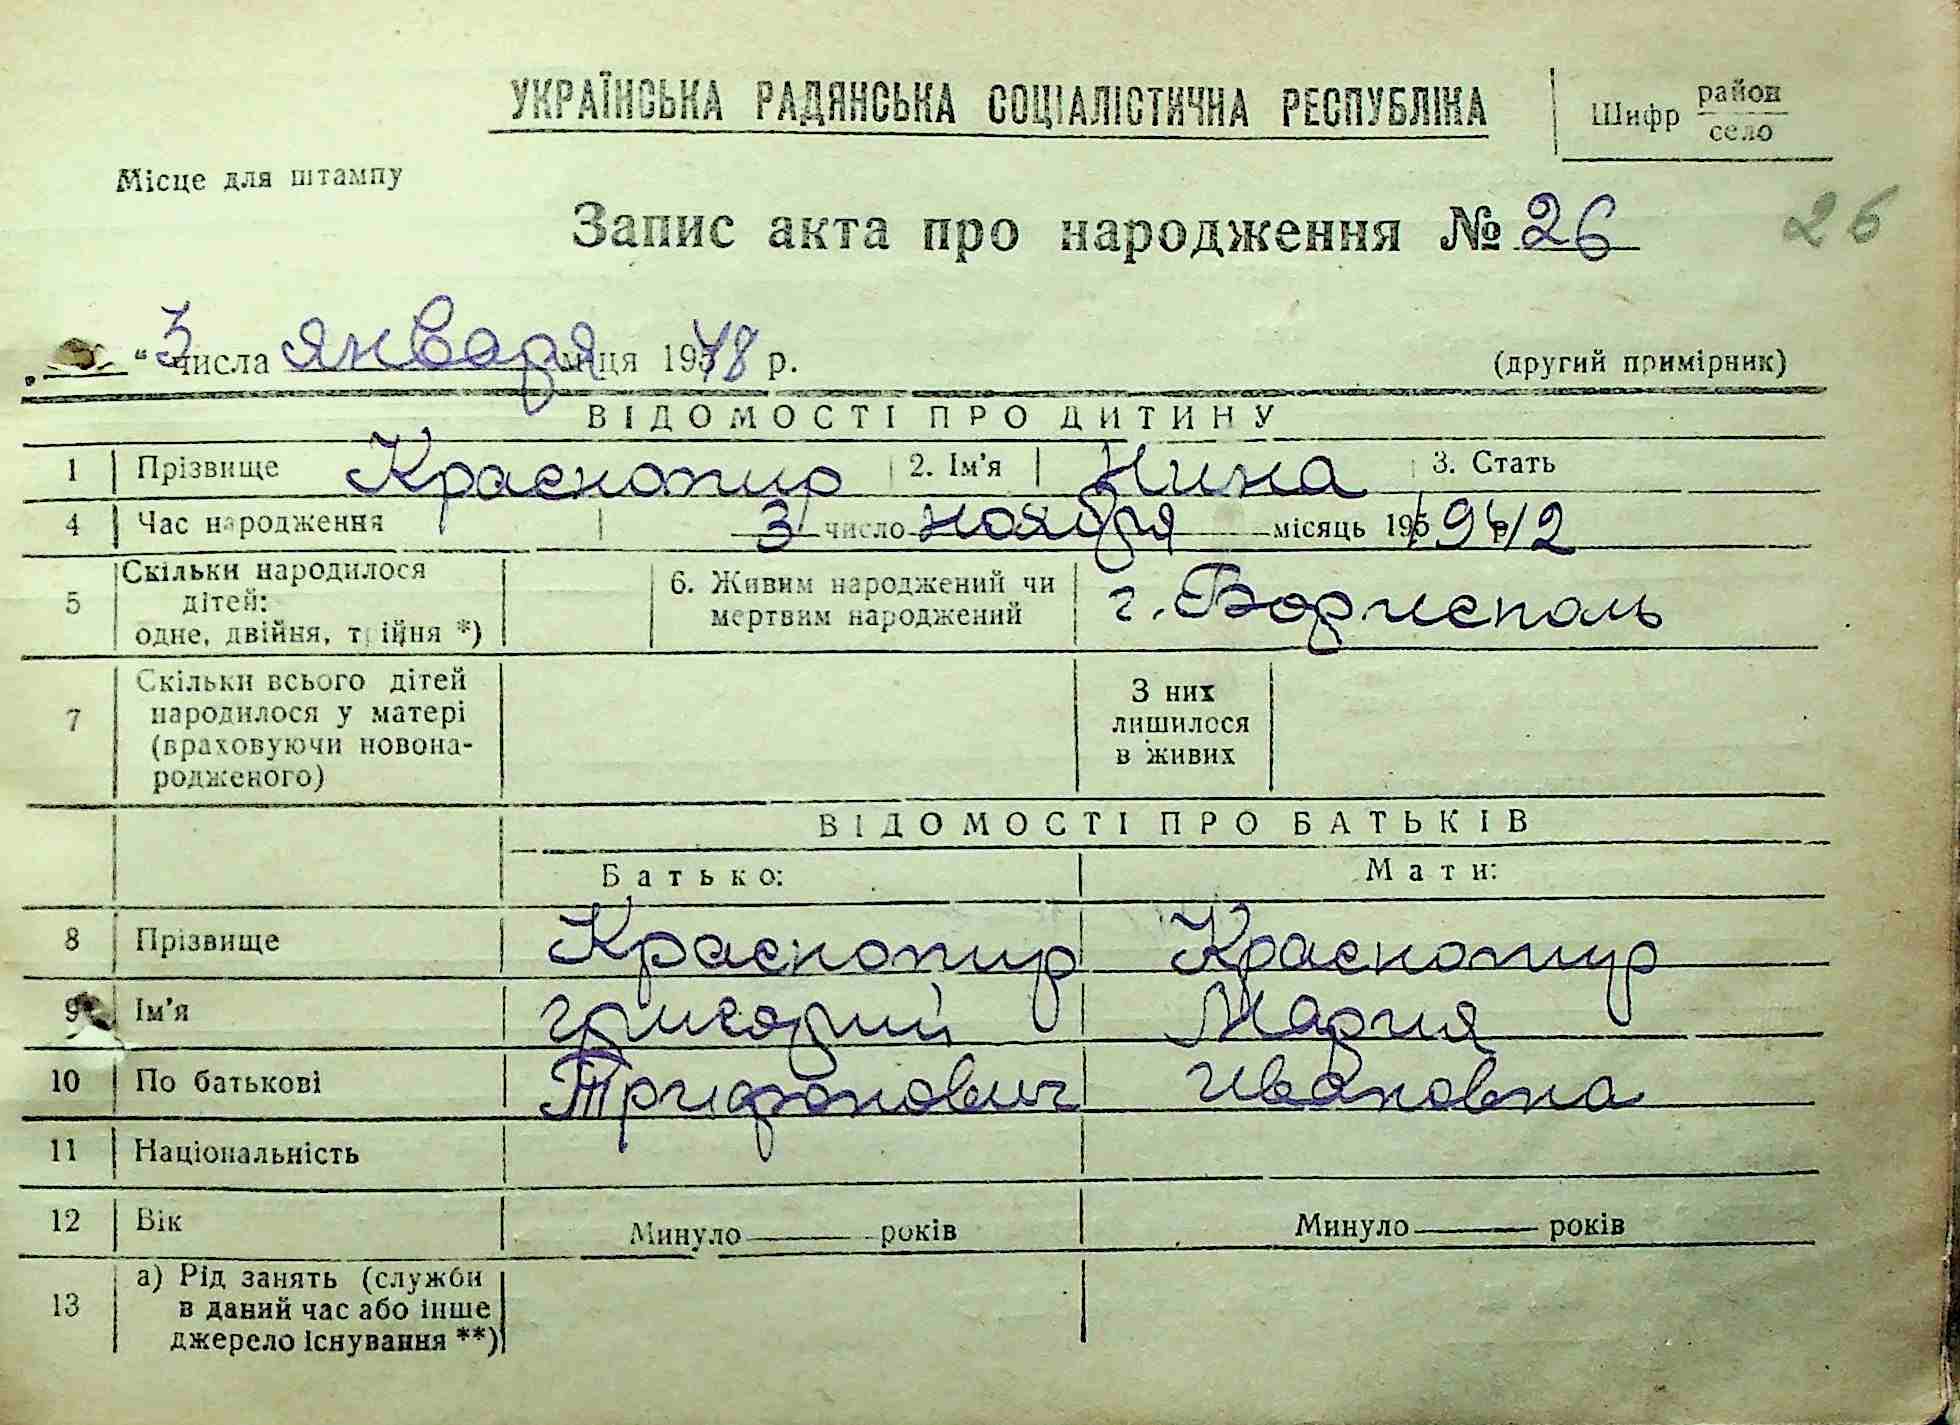 УКРАЇНСЬКА РАДЯНСЬКА СОЦІАЛІСТИЧНА РЕСПУБЛІКА
Шифр район
село
Місце для штампу
Запис акта про народження № 26
26
" 3 числа января місяця 1948 р.
(другий примірник)
ВІДОМОСТІ ПРО ДИТИНУ
1 Прізвище Краснопир 2. Ім'я Нина 3. Стать
4 Час народження 3 число ноября місяць 195 1942
5 Скільки народилося дітей: одне, двійня, трійня *) 6. Живим народжений чи мертвим народжений г. Борисполь
7 Скільки всього дітей народилося у матері (враховуючи новонародженого) З них лишилося в живих
ВІДОМОСТІ ПРО БАТЬКІВ
Батько: Мати:
8 Прізвище Краснопир Краснопир
9 Ім'я Григорий Мария
10 По батькові Трифонович Ивановна
11 Національність
12 Вік Минуло років Минуло років
13 а) Рід занять (служби в даний час або інше джерело існування **)